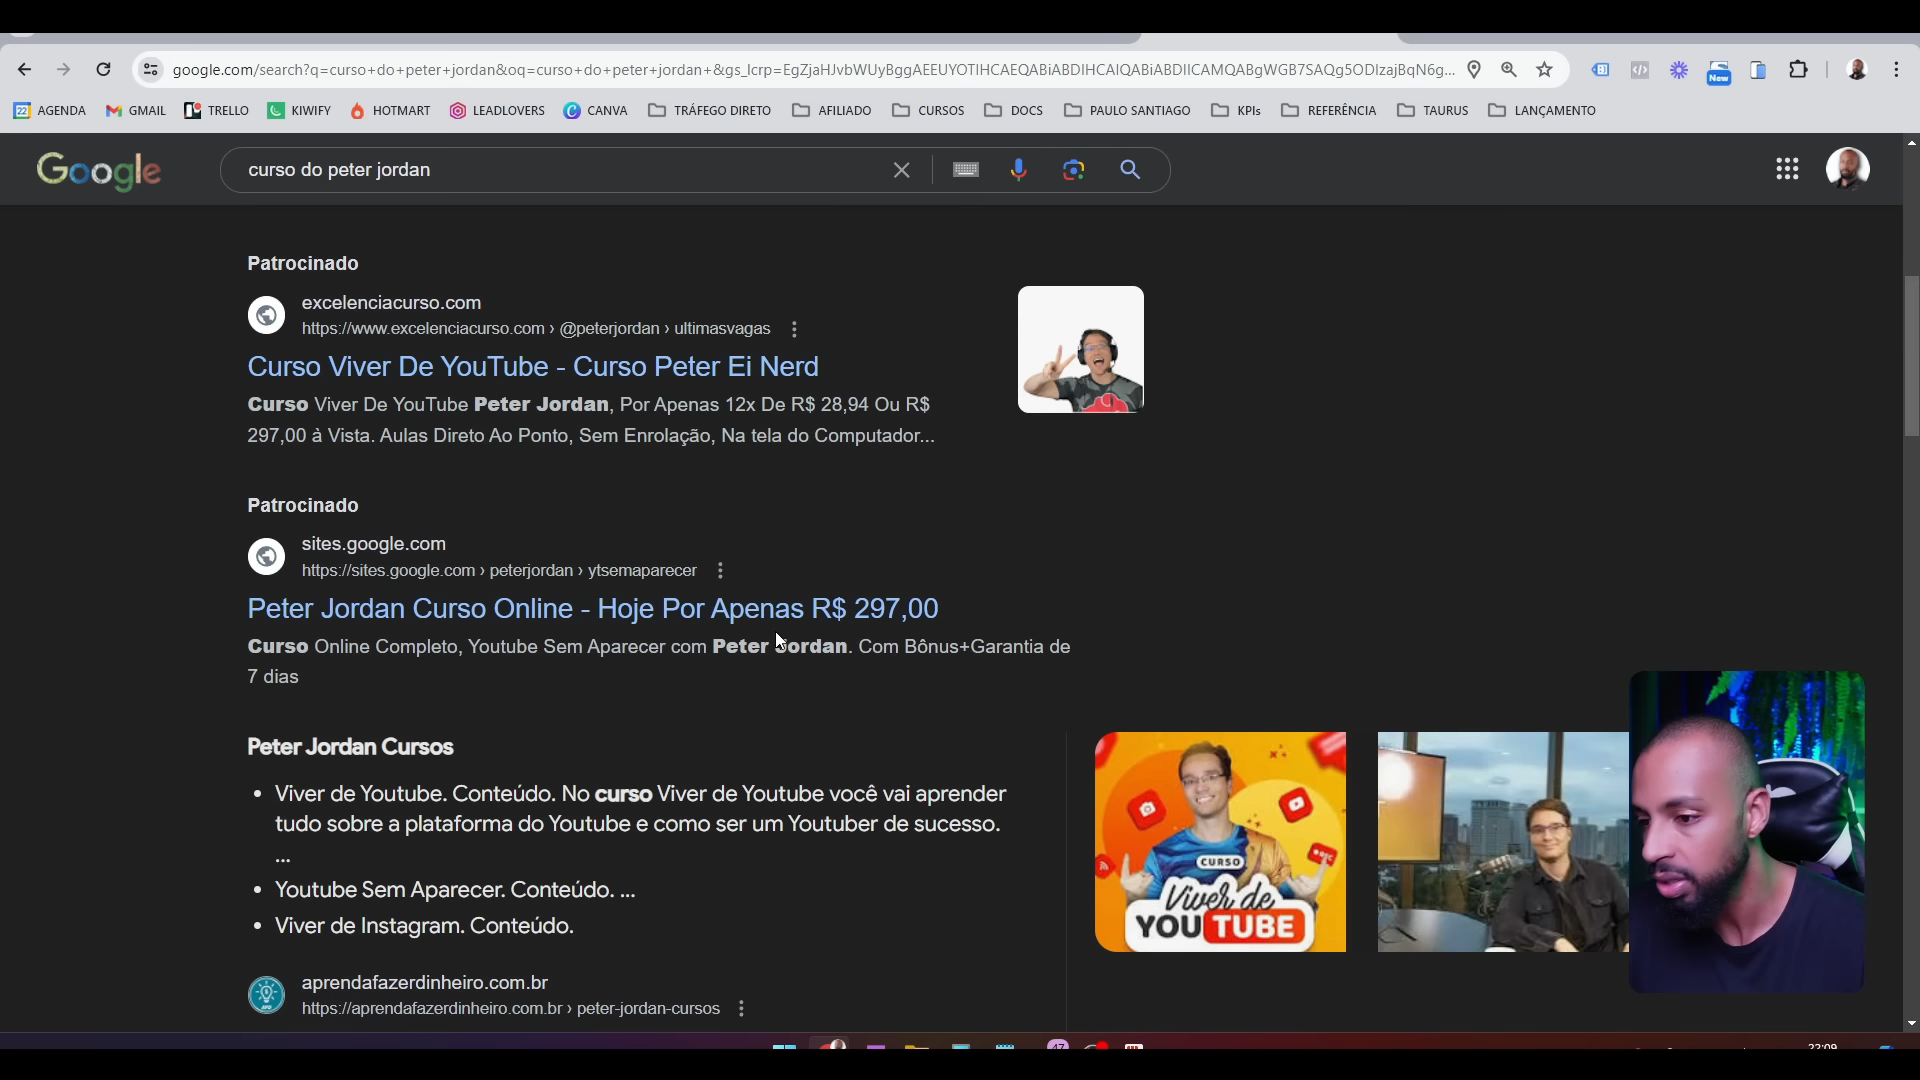 google.com/search?q=curso+do+peter+jordan&oq=curso+do+peter+jordan+&gs_lcrp=EgZjaHJvbWUyBggAEEUYOTIHCAEQABiABDIHCAIQABiABDIICAMQABgWGB7SAQg5ODIzajBqN6g...
New
22 AGENDA GMAIL TRELLO KIWIFY HOTMART LEADLOVERS CANVA TRÁFEGO DIRETO AFILIADO CURSOS DOCS PAULO SANTIAGO KPIs REFERÊNCIA TAURUS LANÇAMENTO
Google
curso do peter jordan
Patrocinado
excelenciacurso.com
https://www.excelenciacurso.com › @peterjordan › ultimasvagas
Curso Viver De YouTube - Curso Peter Ei Nerd
Curso Viver De YouTube Peter Jordan, Por Apenas 12x De R$ 28,94 Ou R$
297,00 à Vista. Aulas Direto Ao Ponto, Sem Enrolação, Na tela do Computador...
Patrocinado
sites.google.com
https://sites.google.com › peterjordan › ytsemaparecer
Peter Jordan Curso Online - Hoje Por Apenas R$ 297,00
Curso Online Completo, Youtube Sem Aparecer com Peter Jordan. Com Bônus+Garantia de
7 dias
Peter Jordan Cursos
• Viver de Youtube. Conteúdo. No curso Viver de Youtube você vai aprender
tudo sobre a plataforma do Youtube e como ser um Youtuber de sucesso.
...
• Youtube Sem Aparecer. Conteúdo. ...
• Viver de Instagram. Conteúdo.
CURSO
Viver de
YOUTUBE
REC
aprendafazerdinheiro.com.br
https://aprendafazerdinheiro.com.br › peter-jordan-cursos
47
22:09